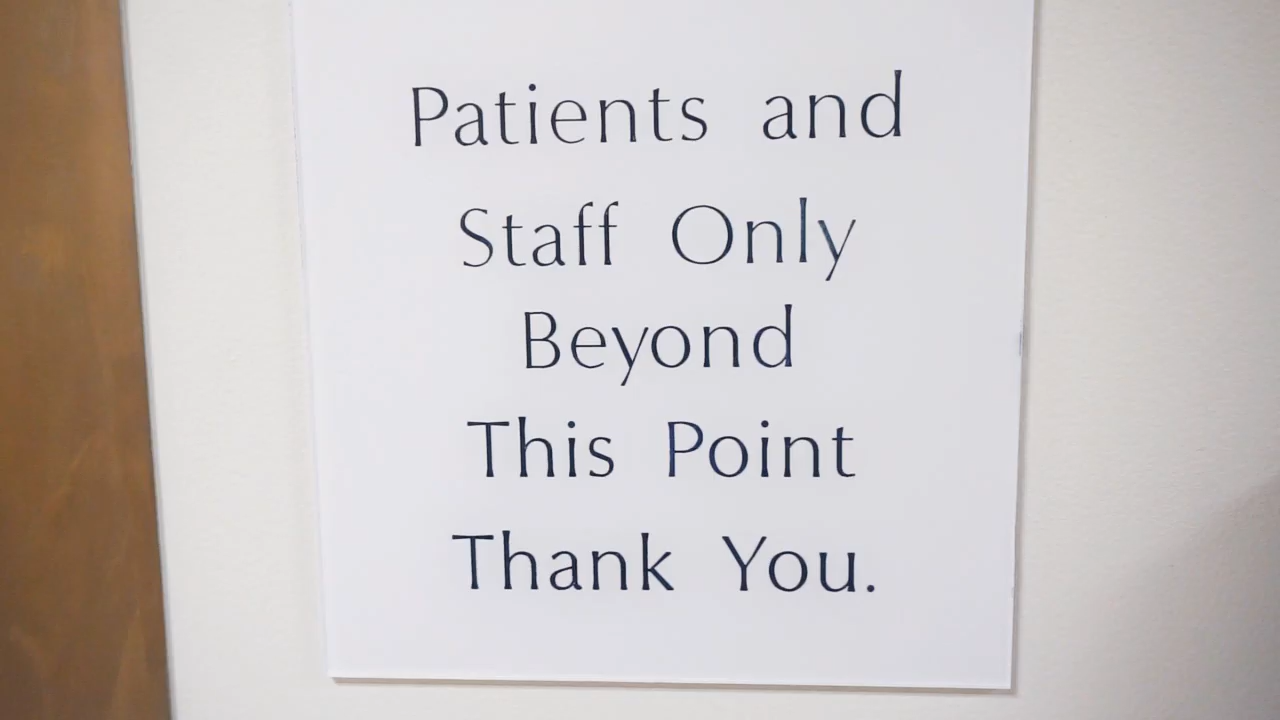 Patients and
Staff Only
Beyond
This Point
Thank You.